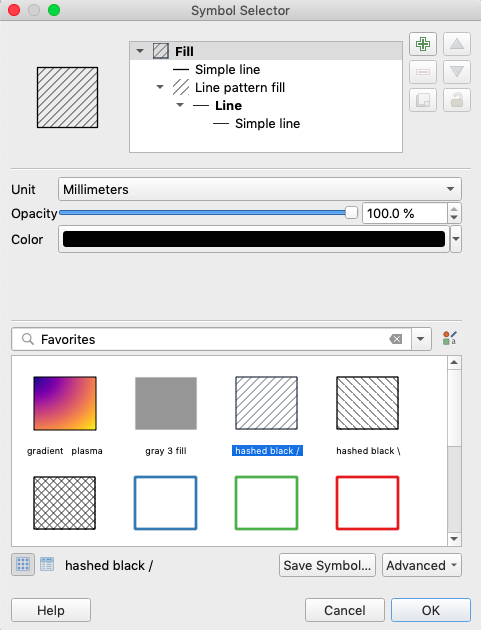 Symbol Selector
Fill
Simple line
Line pattern fill
Line
Simple line
Unit Millimeters
Opacity 100.0 %
Color
Favorites
gradient plasma gray 3 fill hashed black / hashed black \
hashed black / Save Symbol... Advanced
Help Cancel OK